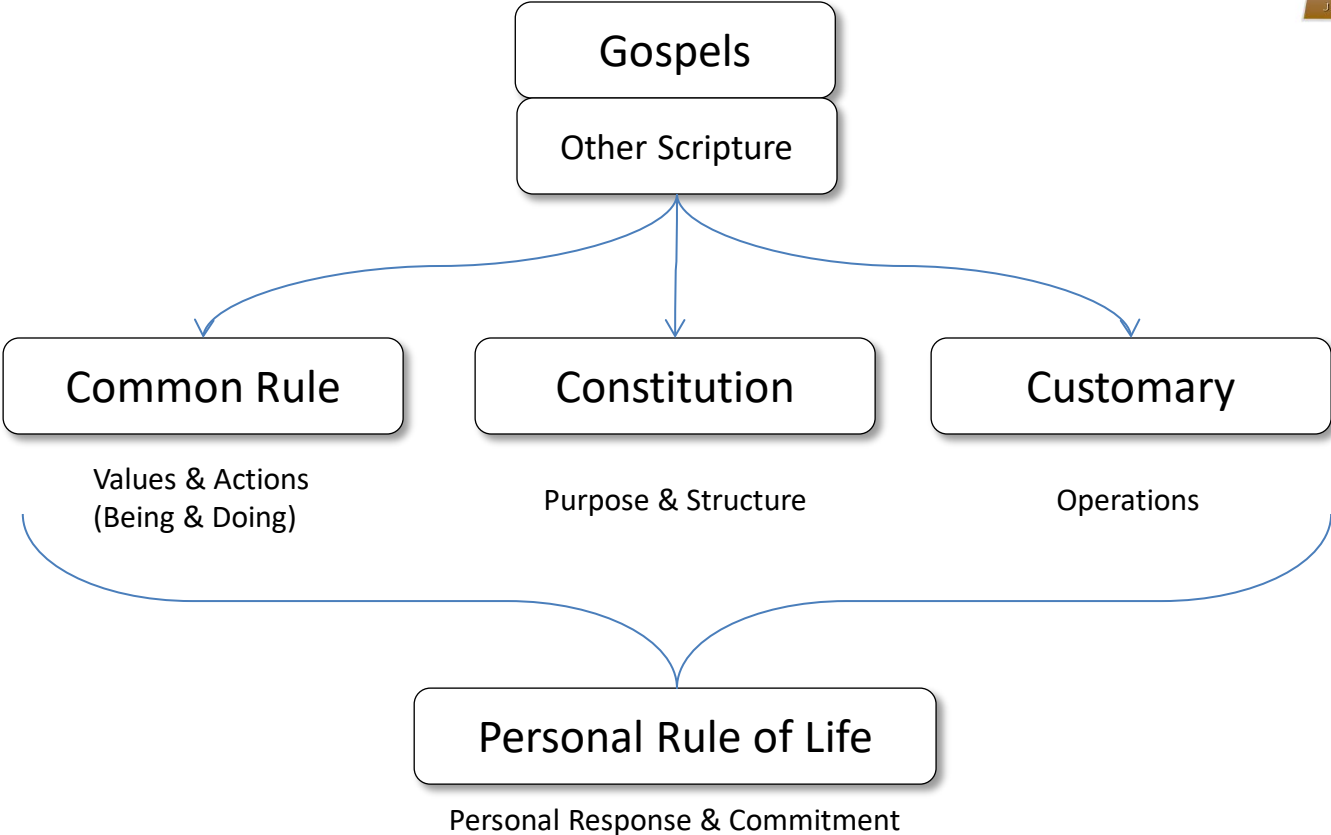 Gospels
Other Scripture
Common Rule
Constitution
Customary
Values & Actions
(Being & Doing)
Purpose & Structure
Operations
Personal Rule of Life
Personal Response & Commitment